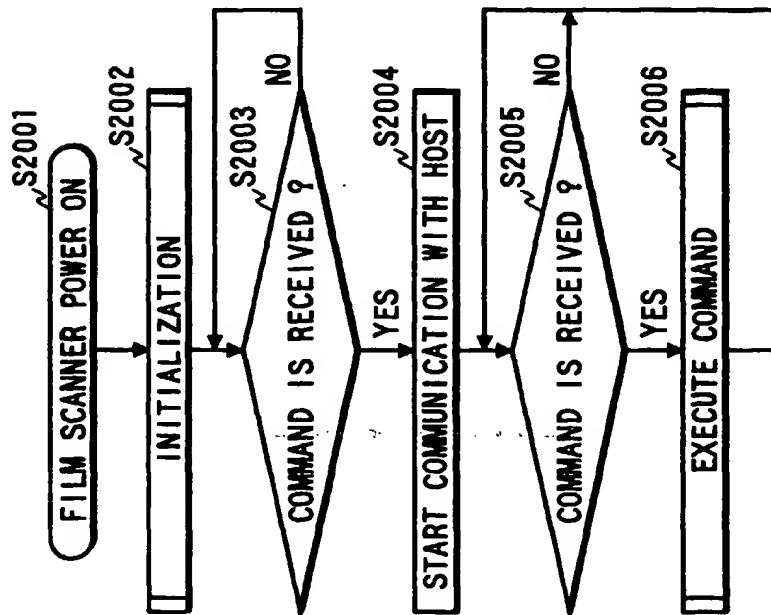 S2001
FILM SCANNER POWER ON
S2002
INITIALIZATION
S2003
COMMAND IS RECEIVED ?
NO
YES
S2004
START COMMUNICATION WITH HOST
S2005
COMMAND IS RECEIVED ?
NO
YES
S2006
EXECUTE COMMAND